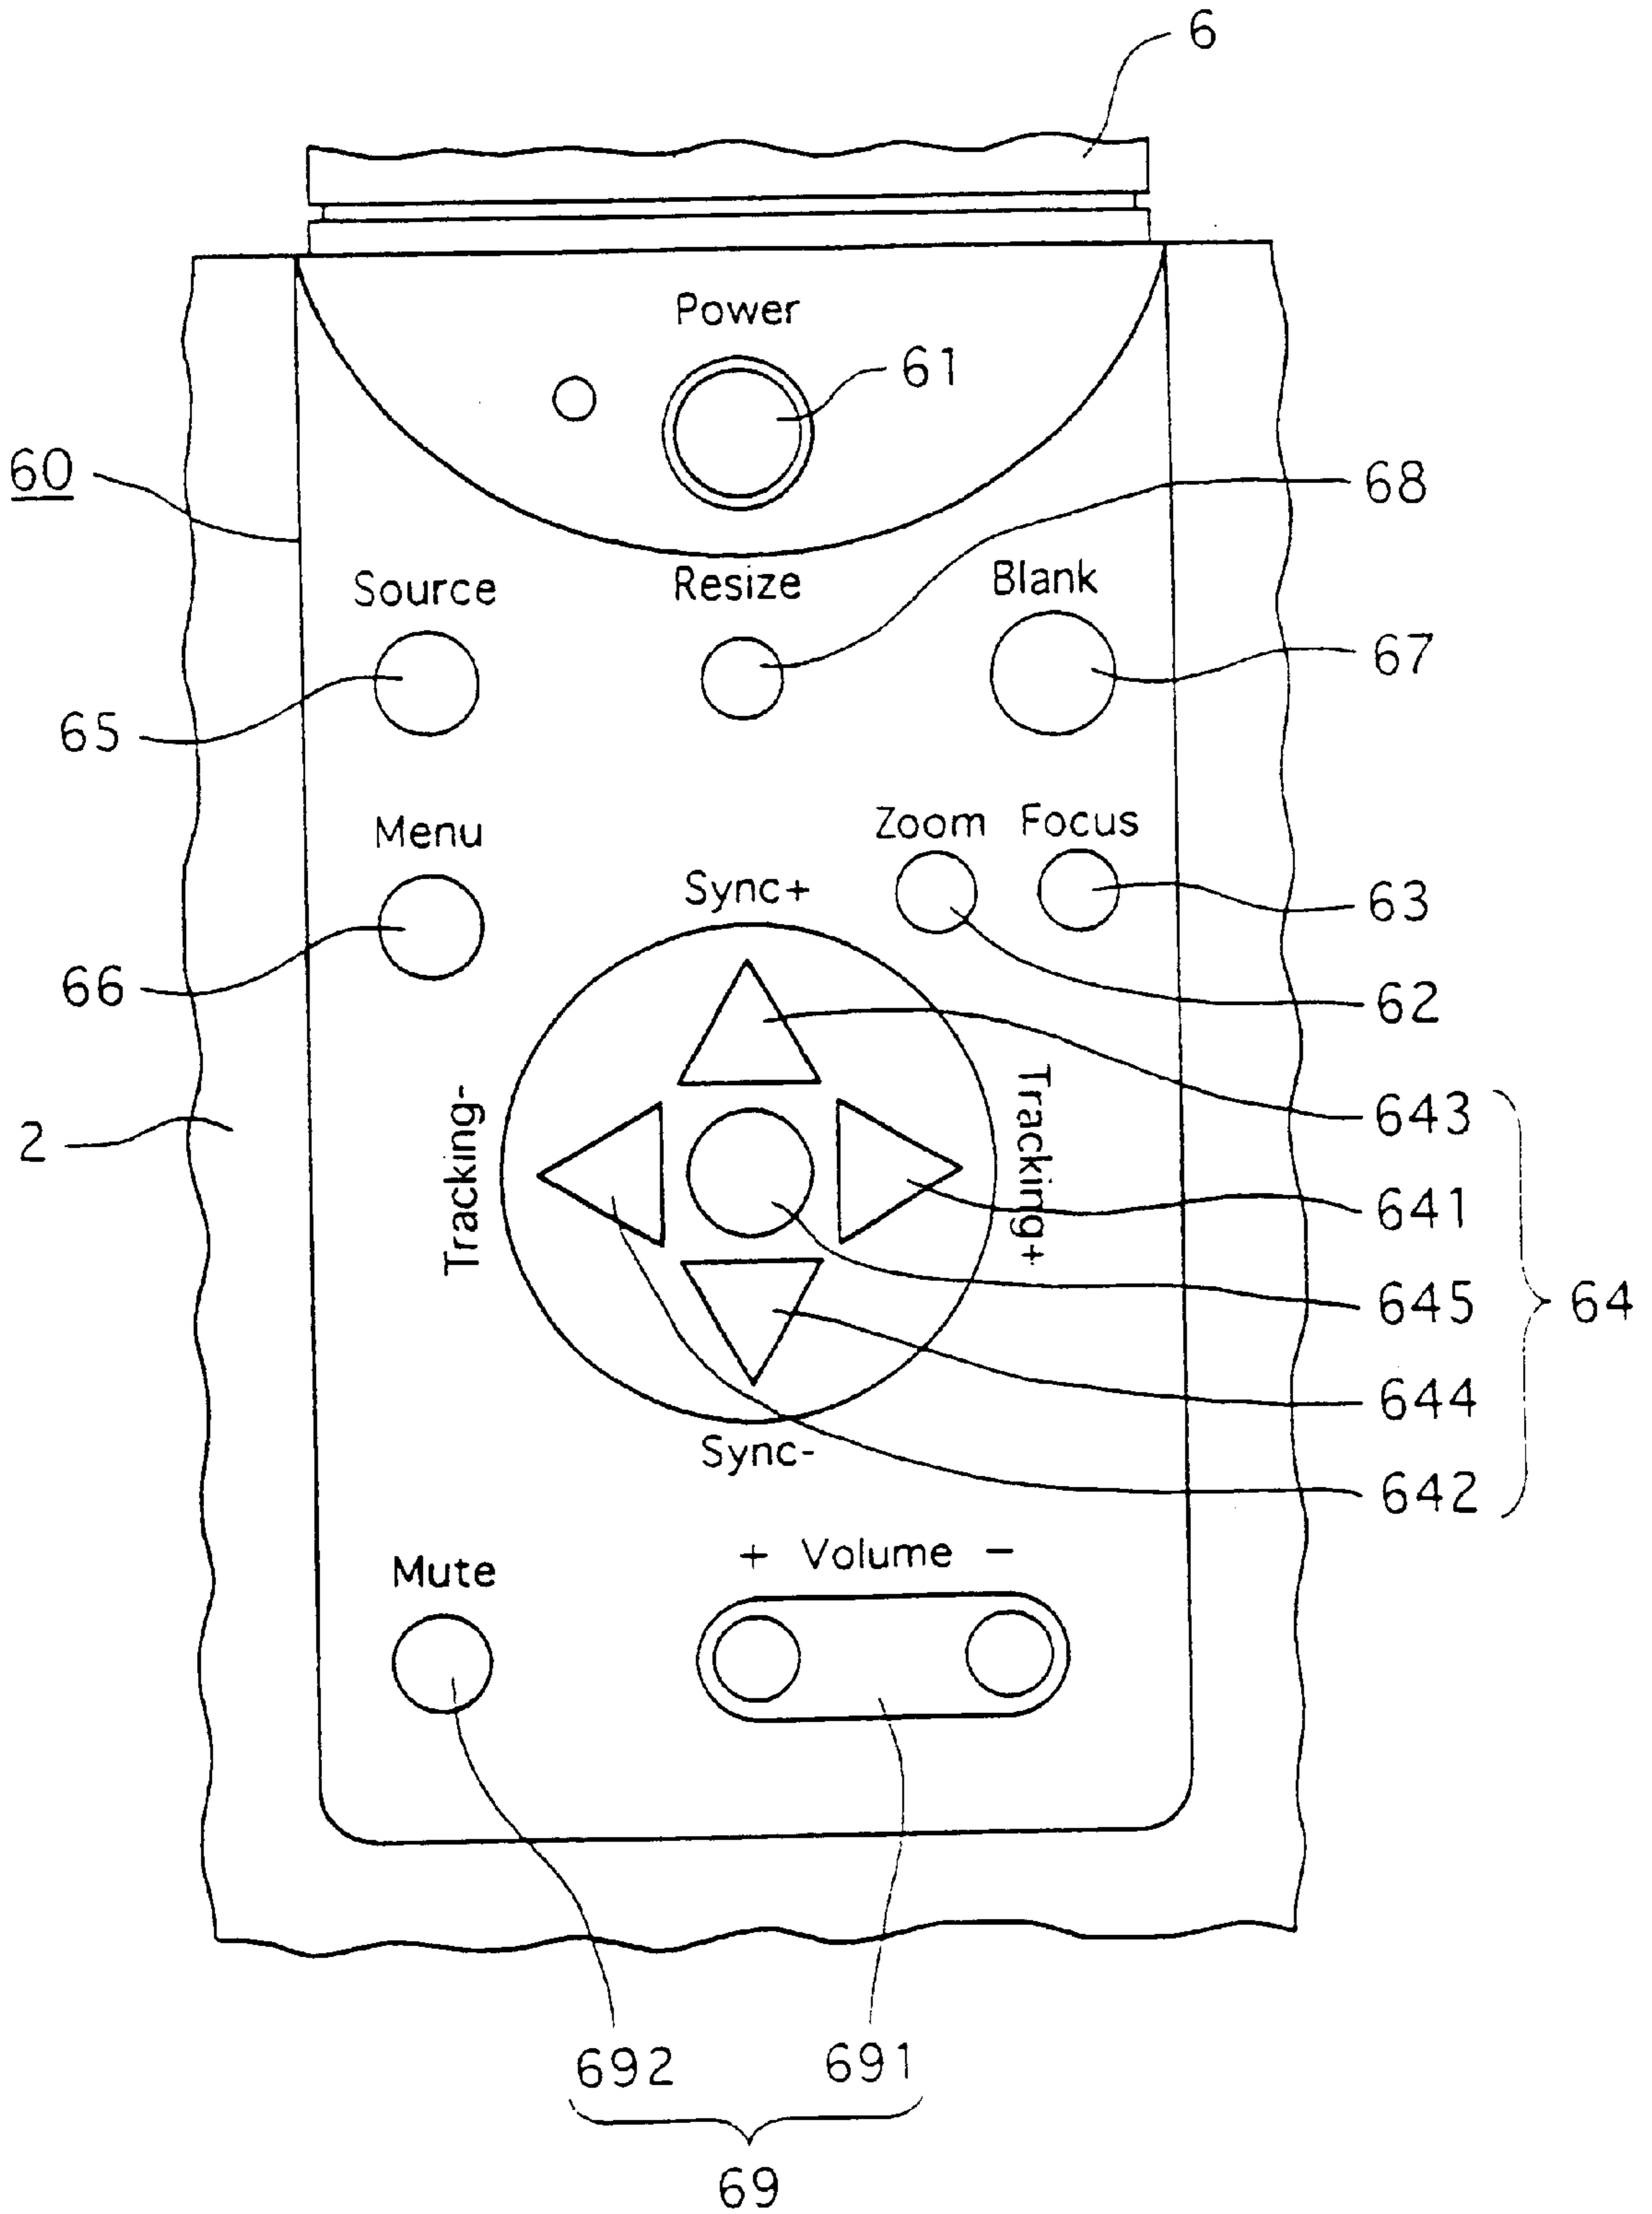 6
Power
61
60
68
Source
Resize
Blank
67
65
Menu
Zoom
Focus
Sync+
63
66
62
Tracking-
Tracking+
643
2
641
645
64
644
Sync-
642
Mute
+ Volume -
692
691
69